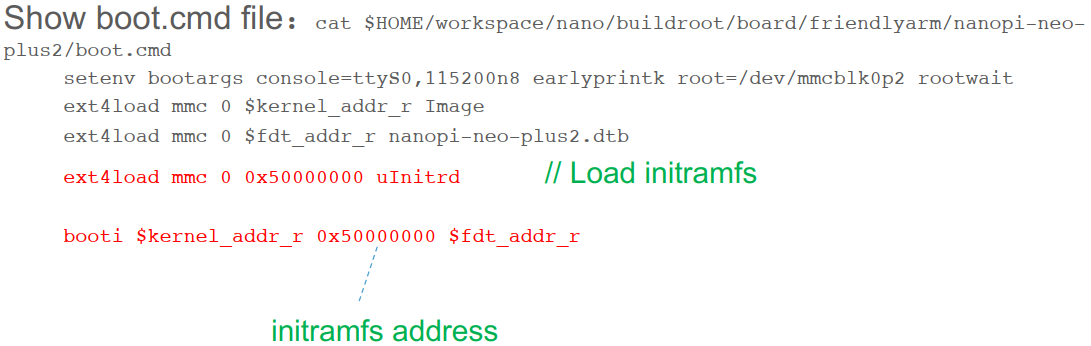 Show boot.cmd file：cat $HOME/workspace/nano/buildroot/board/friendlyarm/nanopi-neo-
plus2/boot.cmd
setenv bootargs console=ttyS0,115200n8 earlyprintk root=/dev/mmcblk0p2 rootwait
ext4load mmc 0 $kernel_addr_r Image
ext4load mmc 0 $fdt_addr_r nanopi-neo-plus2.dtb
ext4load mmc 0 0x50000000 uInitrd // Load initramfs
booti $kernel_addr_r 0x50000000 $fdt_addr_r
initramfs address